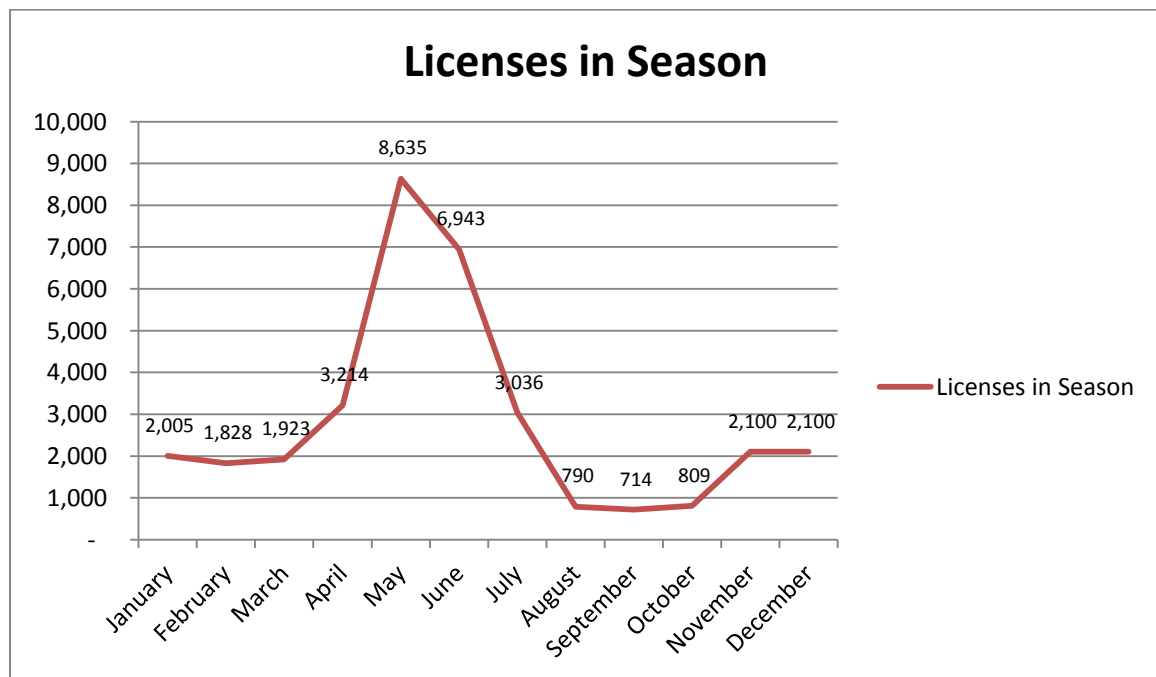 Licenses in Season
10,000
9,000
8,000
7,000
6,000
5,000
4,000
3,000
2,000
1,000
-
2,005
1,828
1,923
3,214
8,635
6,943
3,036
790
714
809
2,100
2,100
January
February
March
April
May
June
July
August
September
October
November
December
Licenses in Season